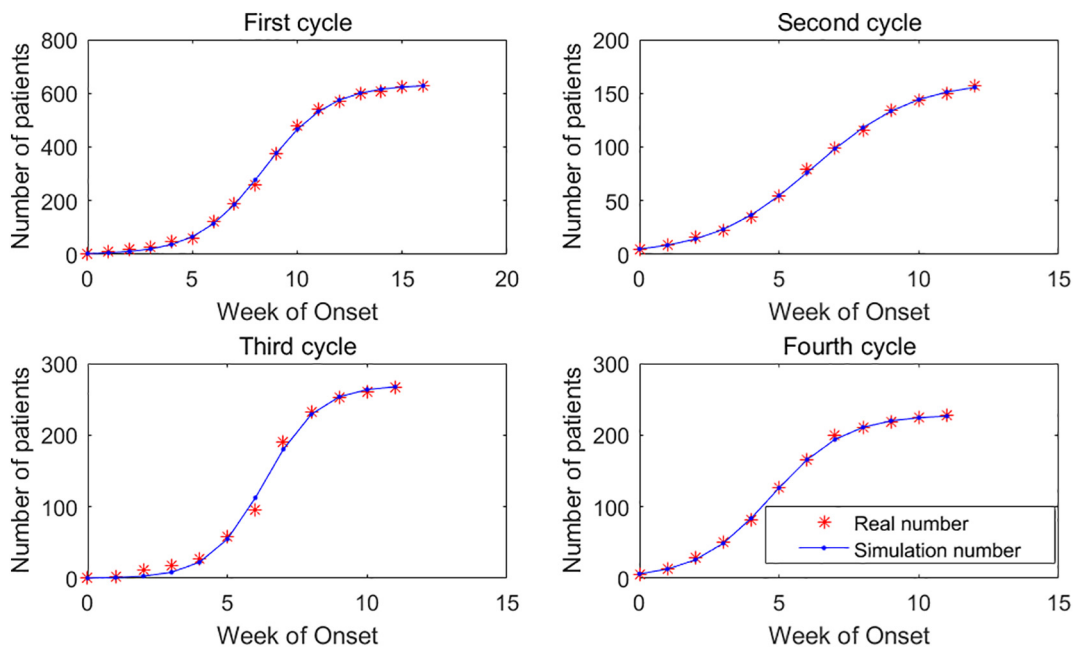 First cycle
Number of patients
800
600
400
200
0
0 5 10 15 20
Week of Onset
Second cycle
Number of patients
200
150
100
50
0
0 5 10 15
Week of Onset
Third cycle
Number of patients
300
200
100
0
0 5 10 15
Week of Onset
Fourth cycle
Number of patients
300
200
100
0
0 5 10 15
Week of Onset
Real number
Simulation number